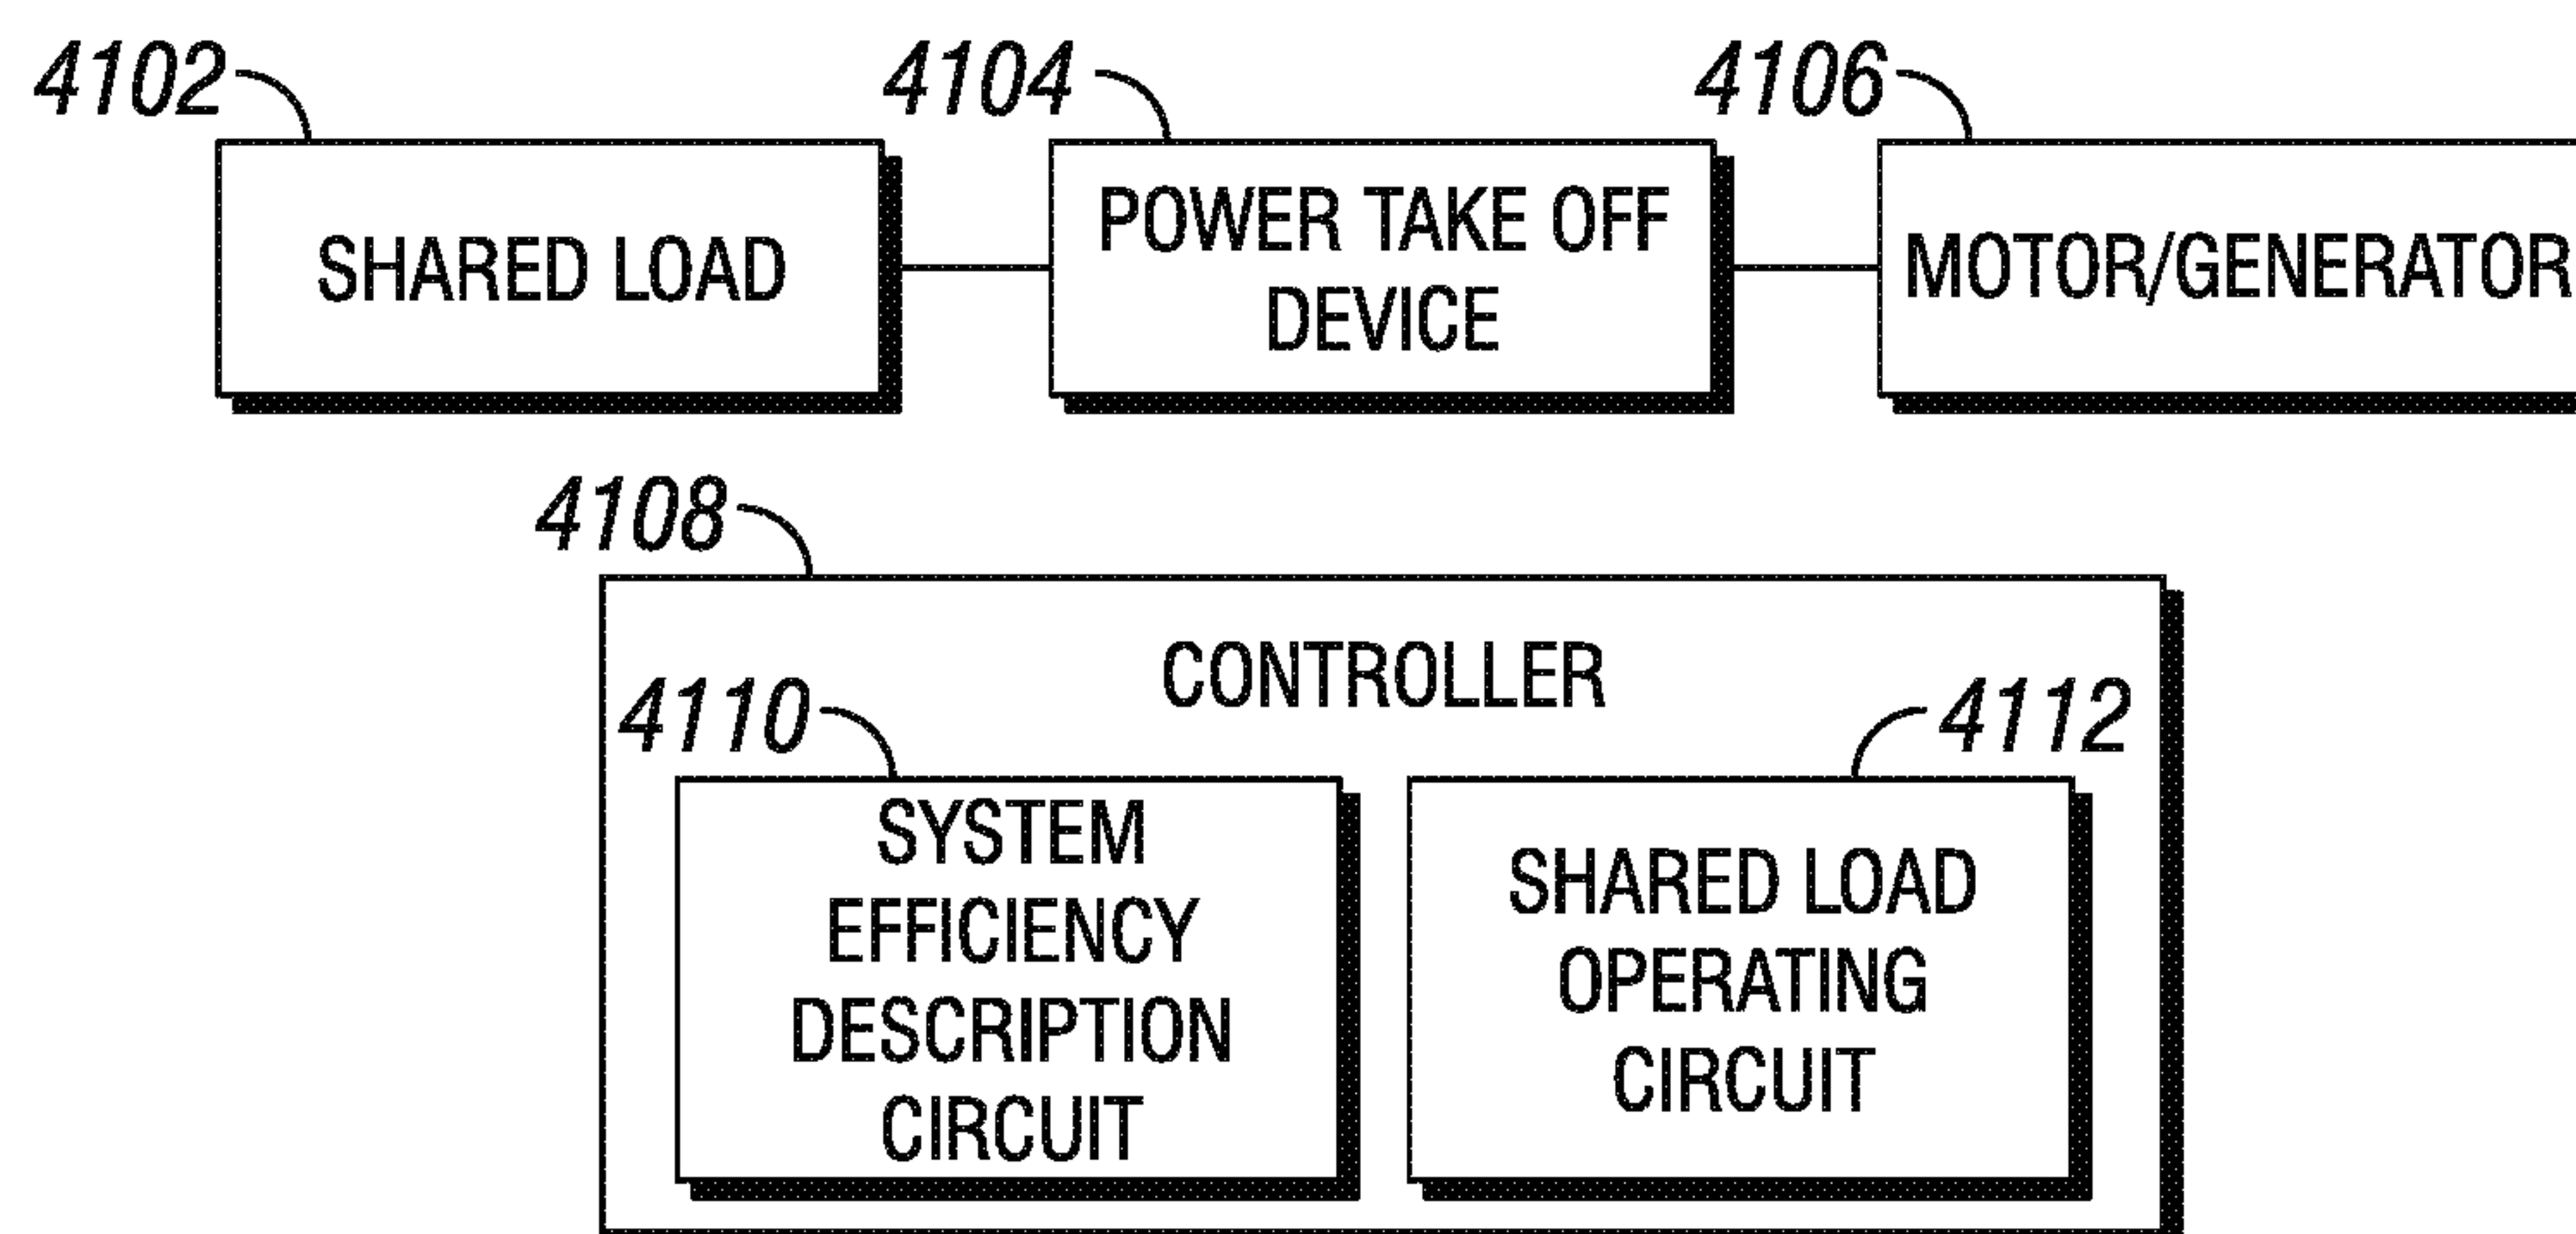 4102
4104
4106
SHARED LOAD
POWER TAKE OFF
DEVICE
MOTOR/GENERATOR
4108
CONTROLLER
4110
4112
SYSTEM
EFFICIENCY
DESCRIPTION
CIRCUIT
SHARED LOAD
OPERATING
CIRCUIT